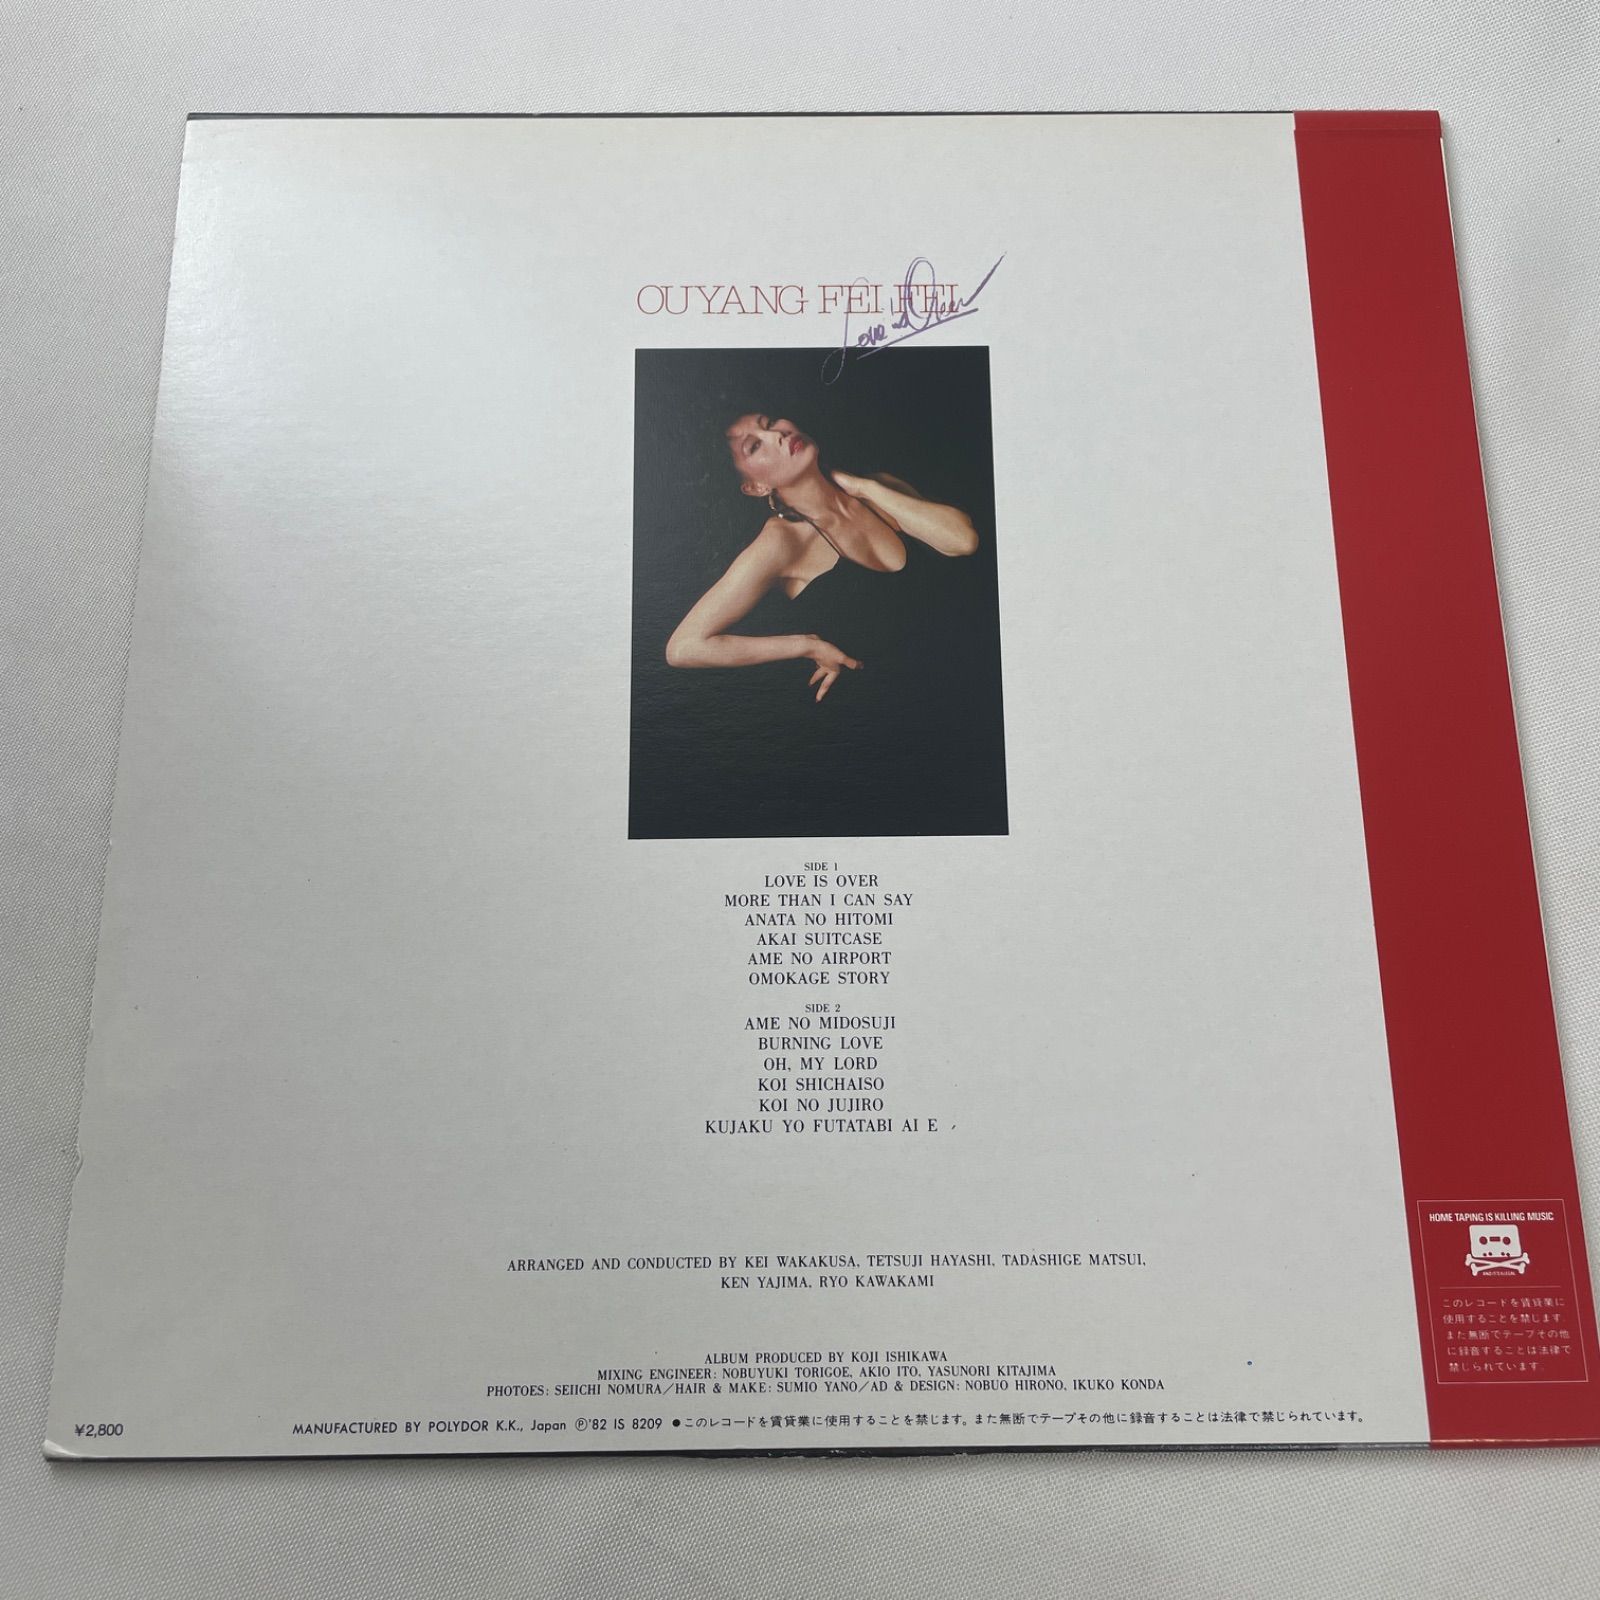 OUYANG FEI FEI
Love is Over
SIDE 1
LOVE IS OVER
MORE THAN I CAN SAY
ANATA NO HITOMI
AKAI SUITCASE
AME NO AIRPORT
OMOKAGE STORY
SIDE 2
AME NO MIDOSUJI
BURNING LOVE
OH, MY LORD
KOI SHICHAISO
KOI NO JUJIRO
KUJAKU YO FUTATABI AI E
ARRANGED AND CONDUCTED BY KEI WAKAKUSA, TETSUJI HAYASHI, TADASHIGE MATSUI,
KEN YAJIMA, RYO KAWAKAMI
ALBUM PRODUCED BY KOJI ISHIKAWA
MIXING ENGINEER: NOBUYUKI TORIGOE, AKIO ITO, YASUNORI KITAJIMA
PHOTOES: SEIICHI NOMURA／HAIR & MAKE: SUMIO YANO／AD & DESIGN: NOBUO HIRONO, IKUKO KONDA
¥2,800
MANUFACTURED BY POLYDOR K.K., Japan Ⓟ'82 IS 8209 ●このレコードを賃貸業に使用することを禁じます。また無断でテープその他に録音することは法律で禁じられています。
HOME TAPING IS KILLING MUSIC
AND IT'S ILLEGAL
このレコードを賃貸業に
使用することを禁じます。
また無断でテープその他
に録音することは法律で
禁じられています。